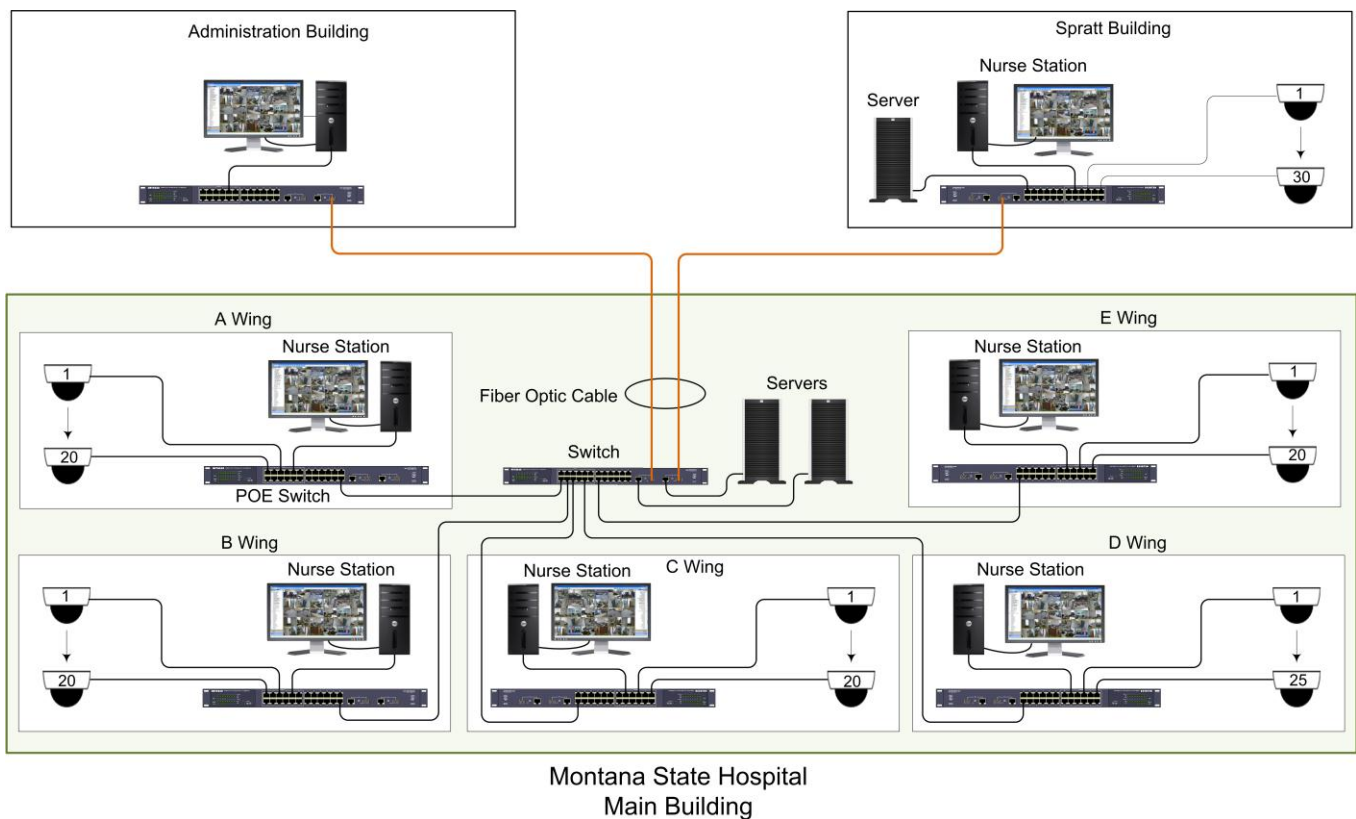 Administration Building
Spratt Building
Nurse Station
Server
1
30
A Wing
Nurse Station
1
20
POE Switch
Fiber Optic Cable
Switch
Servers
E Wing
Nurse Station
1
20
B Wing
Nurse Station
1
20
C Wing
Nurse Station
1
20
D Wing
Nurse Station
1
25
Montana State Hospital
Main Building